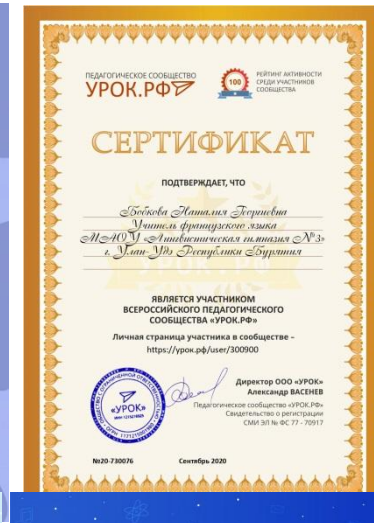 ПЕДАГОГИЧЕСКОЕ СООБЩЕСТВО
УРОК.РФ
100
РЕЙТИНГ АКТИВНОСТИ
СРЕДИ УЧАСТНИКОВ
СООБЩЕСТВА
СЕРТИФИКАТ
ПОДТВЕРЖДАЕТ, ЧТО
Бобкова Наталия Георгиевна
Учитель французского языка
МАОУ «Лингвистическая гимназия №3»
г. Улан-Удэ Республики Бурятия
ЯВЛЯЕТСЯ УЧАСТНИКОМ
ВСЕРОССИЙСКОГО ПЕДАГОГИЧЕСКОГО
СООБЩЕСТВА «УРОК.РФ»
Личная страница участника в сообществе –
https://урок.рф/user/300900
Директор ООО «УРОК»
Александр ВАСЕНЕВ
Педагогическое сообщество «УРОК.РФ»
Свидетельство о регистрации
СМИ ЭЛ № ФС 77 - 70917
«УРОК»
№20-730076 Сентябрь 2020